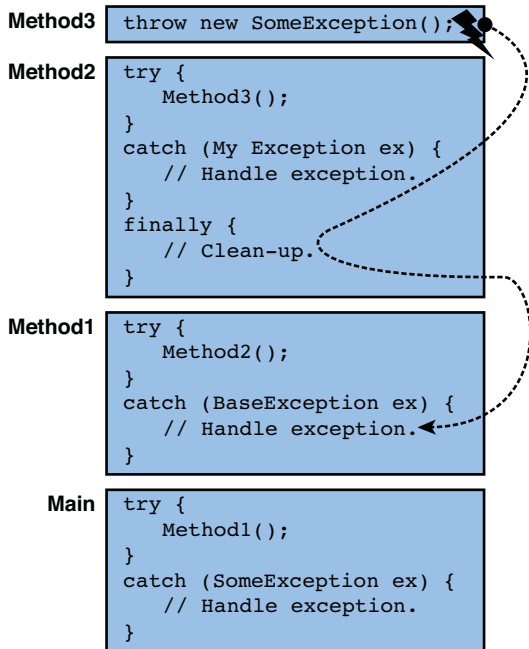 Method3
throw new SomeException();
Method2
try {
Method3();
}
catch (My Exception ex) {
// Handle exception.
}
finally {
// Clean-up.
}
Method1
try {
Method2();
}
catch (BaseException ex) {
// Handle exception.
}
Main
try {
Method1();
}
catch (SomeException ex) {
// Handle exception.
}